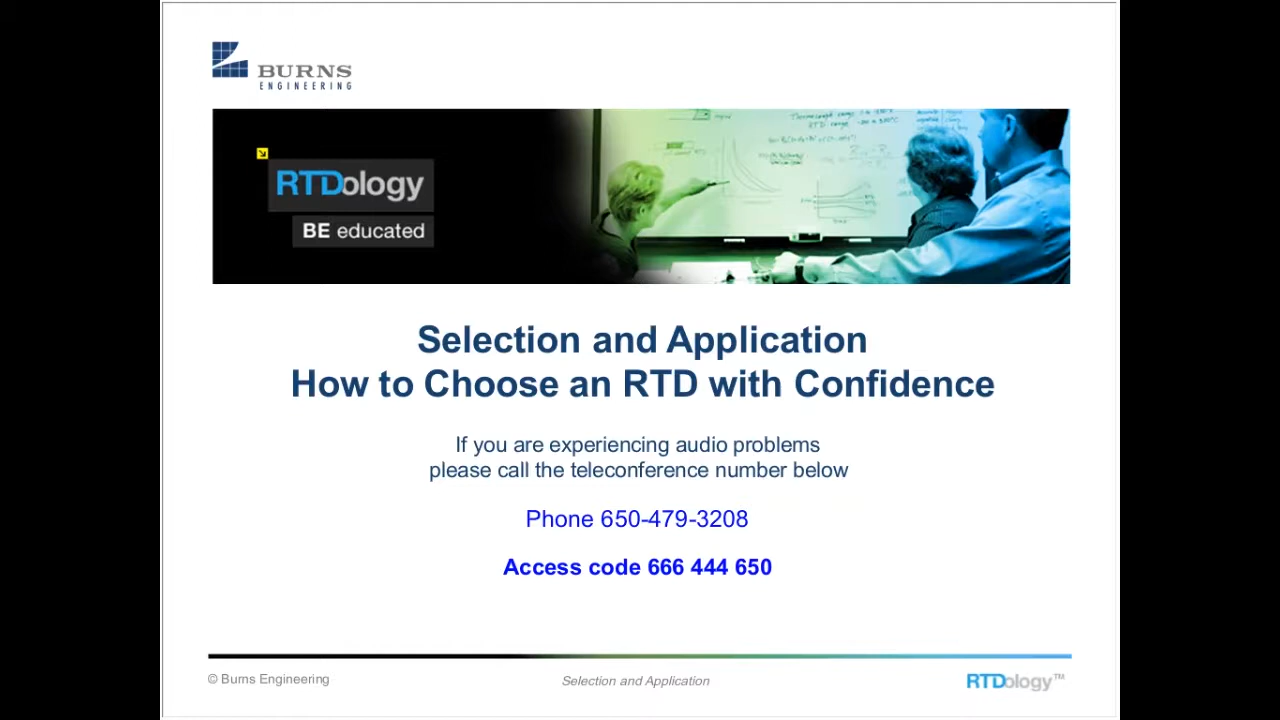 BURNS
ENGINEERING
RTDology
BE educated
Selection and Application
How to Choose an RTD with Confidence
If you are experiencing audio problems
please call the teleconference number below
Phone 650-479-3208
Access code 666 444 650
© Burns Engineering
Selection and Application
RTDology™